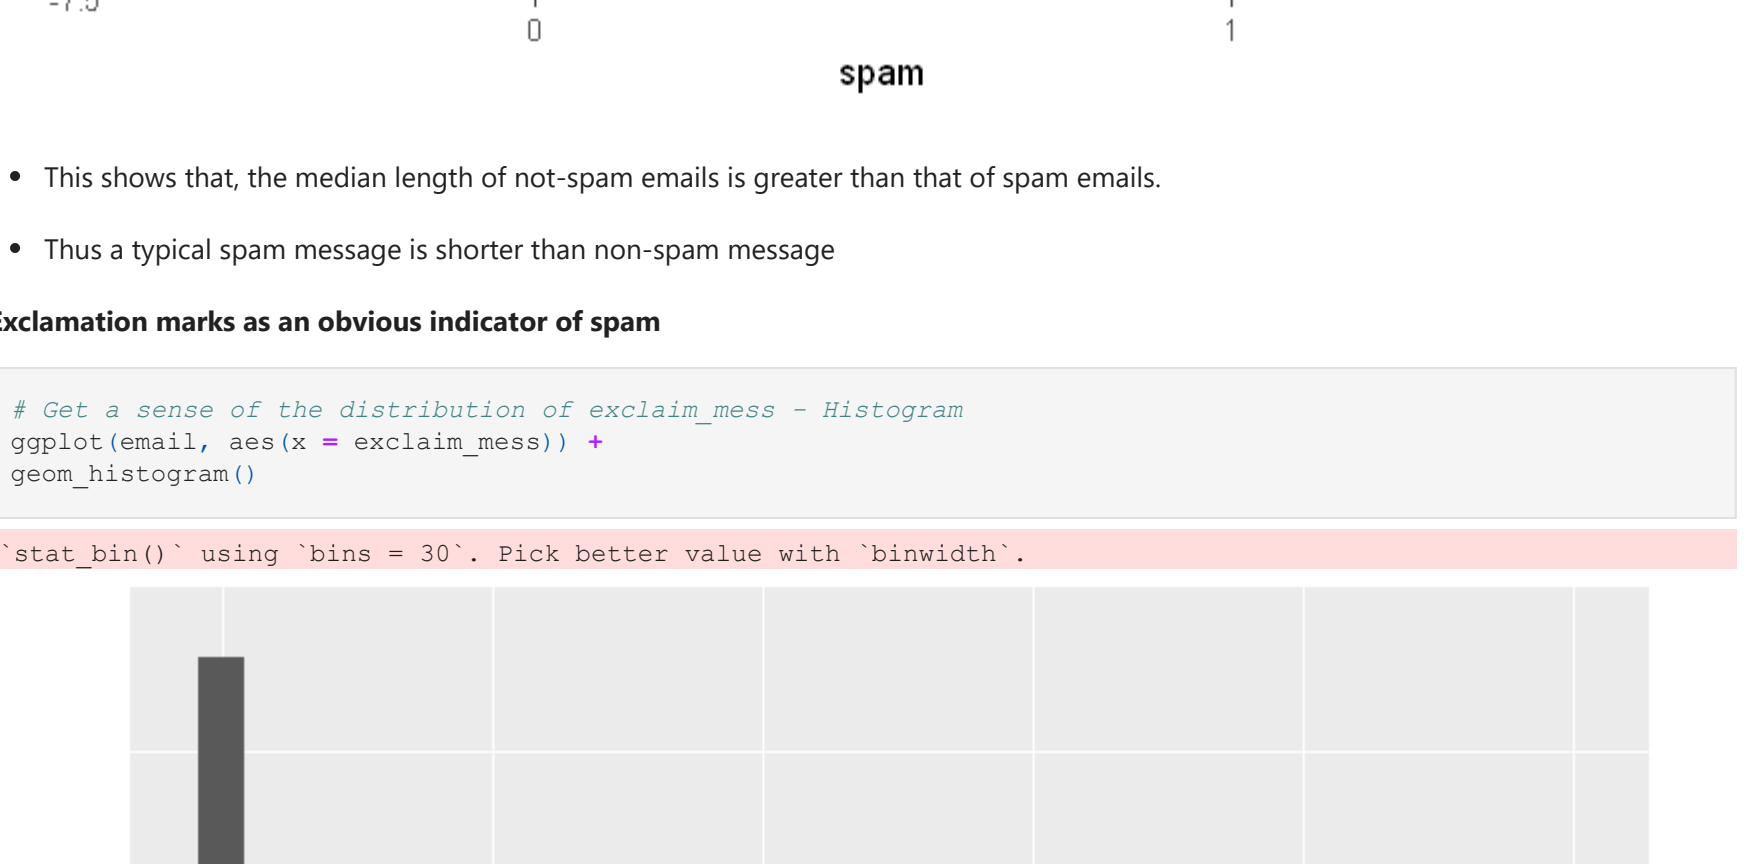 -7.5
0 1
spam
This shows that, the median length of not-spam emails is greater than that of spam emails.
Thus a typical spam message is shorter than non-spam message
Exclamation marks as an obvious indicator of spam
# Get a sense of the distribution of exclaim_mess - Histogram
ggplot(email, aes(x = exclaim_mess)) +
geom_histogram()
`stat_bin()` using `bins = 30`. Pick better value with `binwidth`.